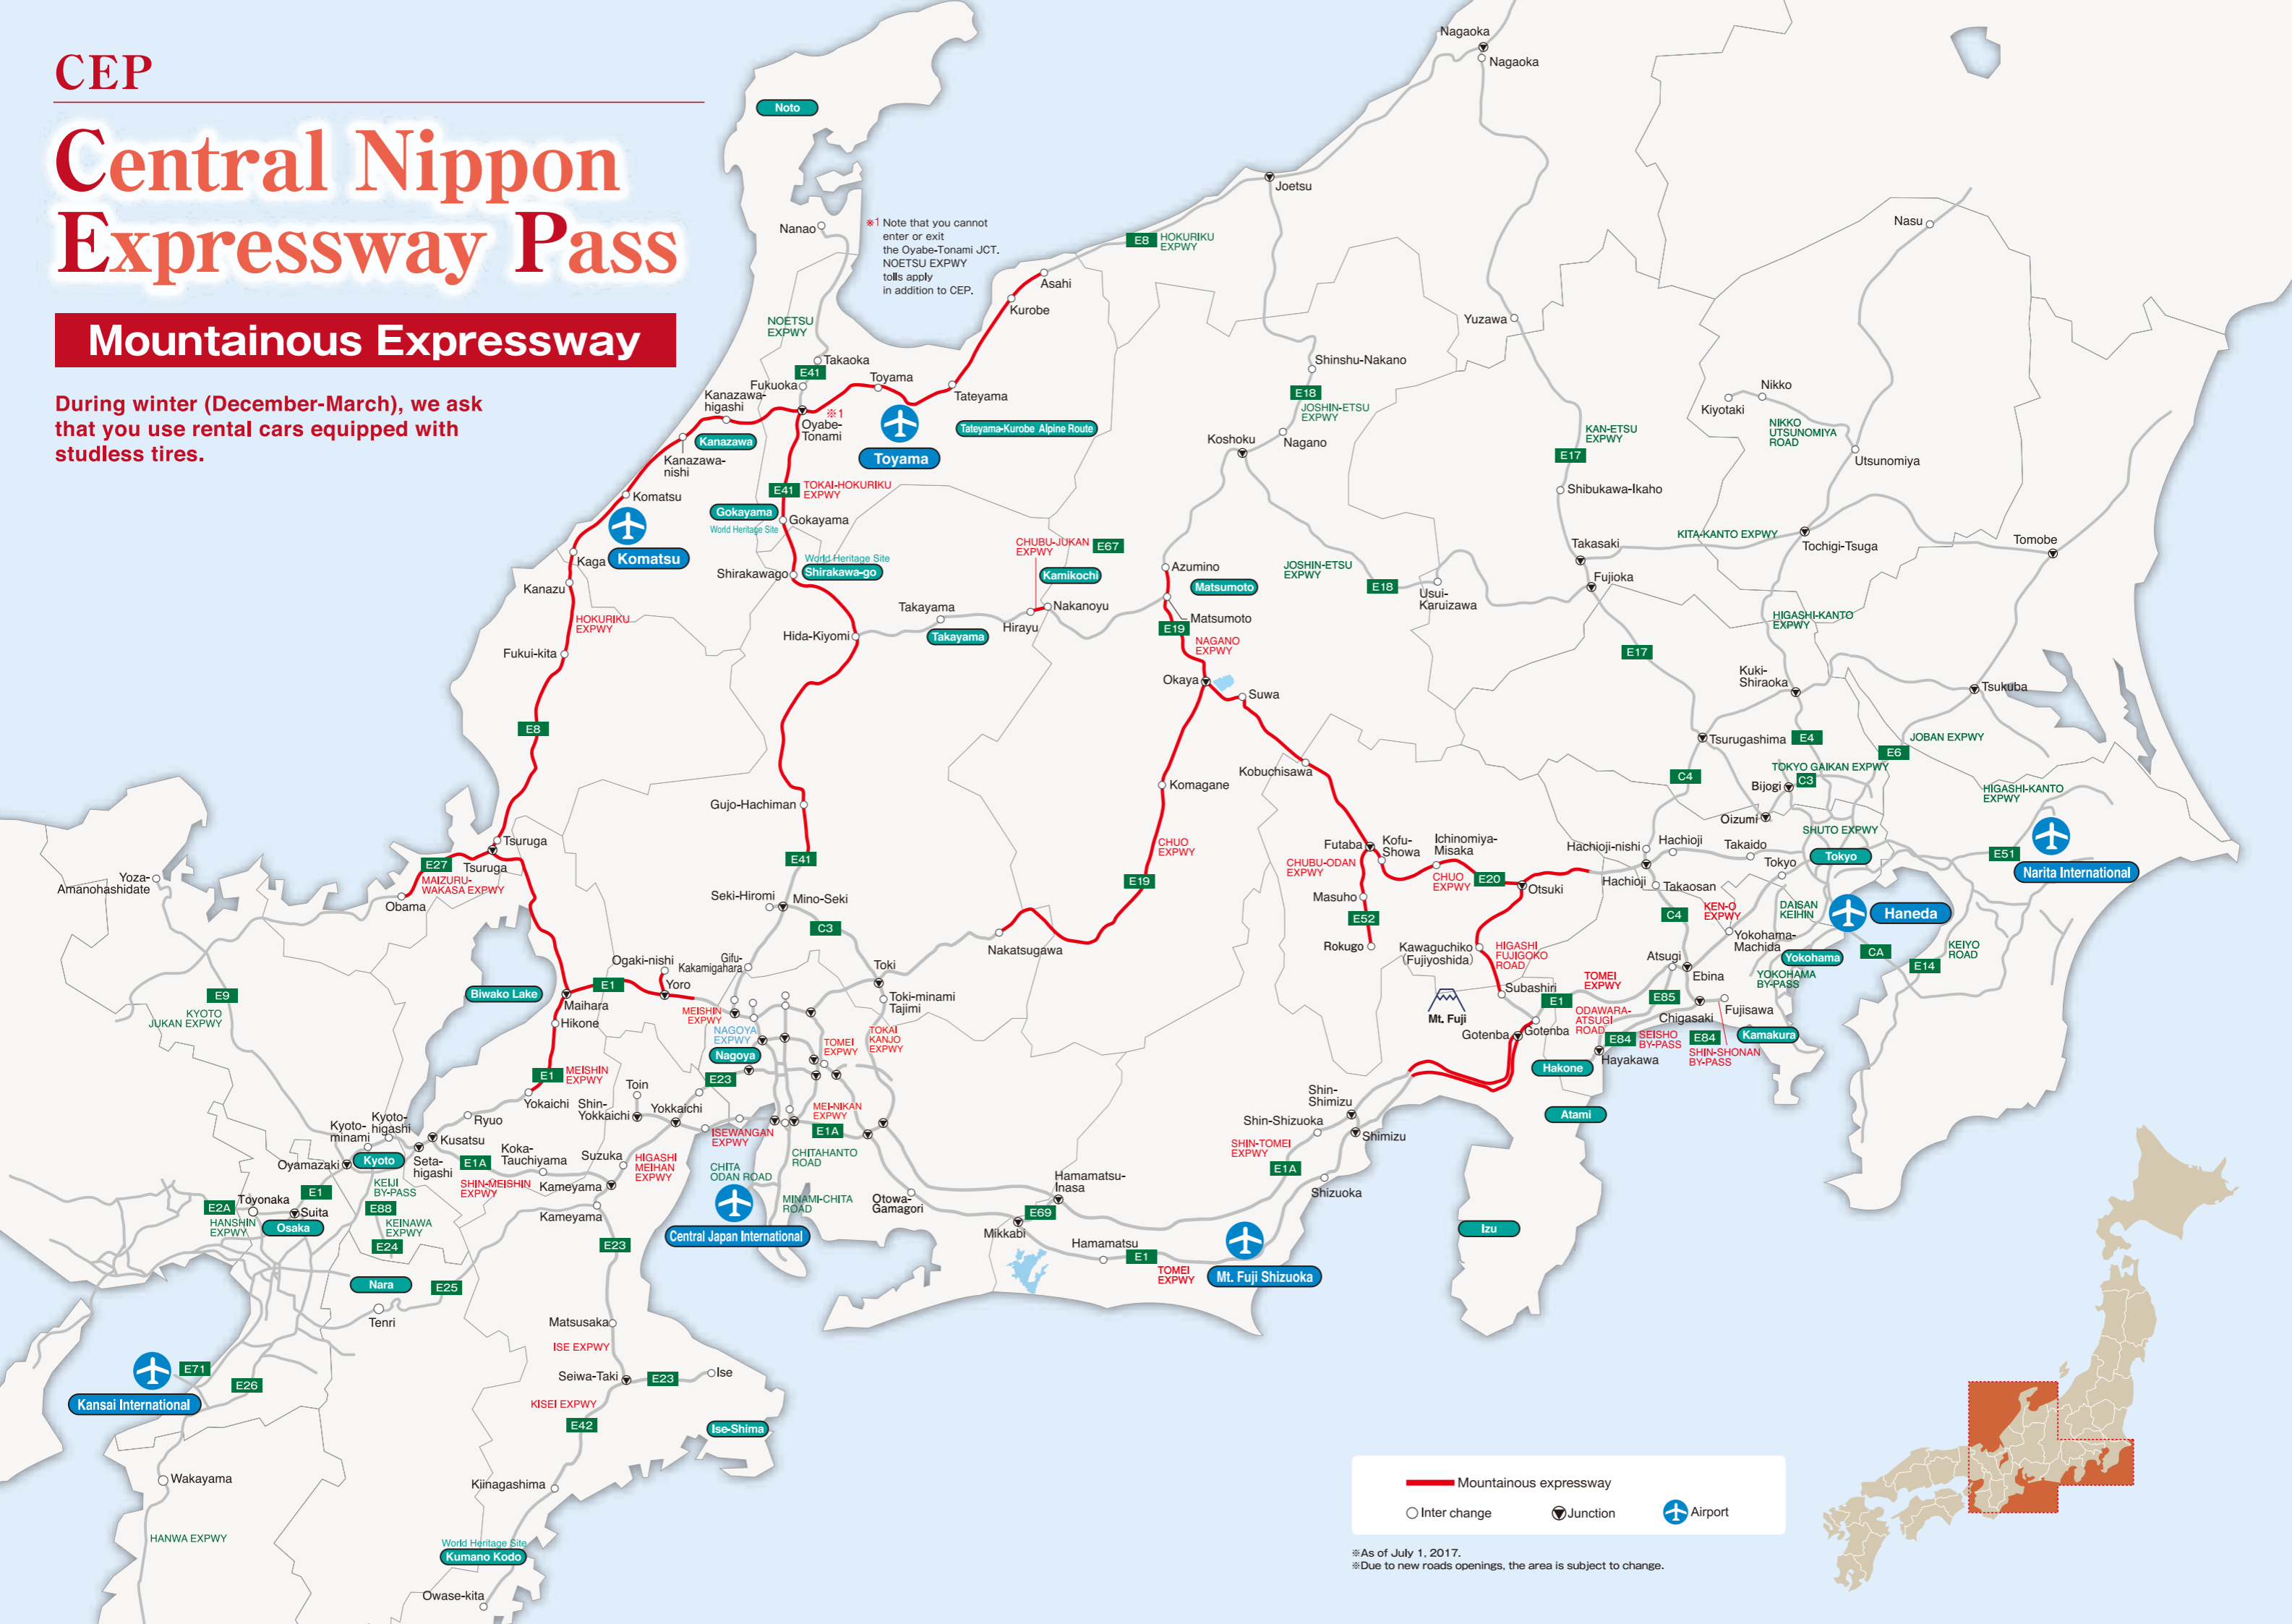 CEP
Central Nippon
Expressway Pass
Mountainous Expressway
During winter (December-March), we ask
that you use rental cars equipped with
studless tires.
Noto
Nanao
※1 Note that you cannot
enter or exit
the Oyabe-Tonami JCT.
NOETSU EXPWY
tolls apply
in addition to CEP.
Nagaoka
Nagaoka
Joetsu
E8
HOKURIKU
EXPWY
Nasu
Asahi
Kurobe
NOETSU
EXPWY
Yuzawa
Takaoka
E41
Fukuoka
Toyama
Tateyama
Kanazawa-
higashi
※1
Oyabe-
Tonami
Kanazawa
Kanazawa-
nishi
Toyama
Tateyama-Kurobe Alpine Route
Shinshu-Nakano
E18
JOSHIN-ETSU
EXPWY
Koshoku
Nagano
KAN-ETSU
EXPWY
E17
Shibukawa-Ikaho
Nikko
Kiyotaki
NIKKO
UTSUNOMIYA
ROAD
Utsunomiya
Komatsu
Komatsu
E41
TOKAI-HOKURIKU
EXPWY
Gokayama
World Heritage Site
Gokayama
Kaga
Kanazu
World Heritage Site
Shirakawa-go
Shirakawago
CHUBU-JUKAN
EXPWY
E67
Kamikochi
Azumino
Matsumoto
JOSHIN-ETSU
EXPWY
E18
Usui-
Karuizawa
Takasaki
Fujioka
KITA-KANTO EXPWY
Tochigi-Tsuga
Tomobe
HOKURIKU
EXPWY
Takayama
Takayama
Hirayu
Nakanoyu
Matsumoto
E19
NAGANO
EXPWY
HIGASHI-KANTO
EXPWY
Fukui-kita
Hida-Kiyomi
E17
Kuki-
Shiraoka
Tsukuba
Okaya
Suwa
E8
Tsurugashima
E4
JOBAN EXPWY
E6
TOKYO GAIKAN EXPWY
C4
Bijogi
C3
Kobuchisawa
Komagane
HIGASHI-KANTO
EXPWY
Gujo-Hachiman
Oizumi
SHUTO EXPWY
Tsuruga
Tsuruga
E27
MAIZURU-
WAKASA EXPWY
Obama
Yoza-
Amanohashidate
E41
CHUO
EXPWY
E19
Futaba
Kofu-
Showa
Ichinomiya-
Misaka
CHUBU-ODAN
EXPWY
CHUO
EXPWY
E20
Otsuki
Hachioji-nishi
Hachioji
Takaido
Tokyo
Tokyo
E51
Narita International
Hachioji
Takaosan
Masuho
E52
Rokugo
Seki-Hiromi
Mino-Seki
C3
C4
KEN-O
EXPWY
DAISAN
KEIHIN
Haneda
Nakatsugawa
Kawaguchiko
(Fujiyoshida)
HIGASHI
FUJIGOKO
ROAD
Yokohama-
Machida
Yokohama
CA
KEIYO
ROAD
E14
Ogaki-nishi
Gifu-
Kakamigahara
Toki
Atsugi
Ebina
YOKOHAMA
BY-PASS
Biwako Lake
E1
Yoro
Maihara
Toki-minami
Tajimi
Subashiri
TOMEI
EXPWY
E1
E85
Fujisawa
Chigasaki
E9
KYOTO
JUKAN EXPWY
Hikone
MEISHIN
EXPWY
NAGOYA
EXPWY
Nagoya
TOMEI
EXPWY
TOKAI
KANJO
EXPWY
Mt. Fuji
Gotenba
Gotenba
ODAWARA-
ATSUGI
ROAD
E84
SEISHO
BY-PASS
E84
SHIN-SHONAN
BY-PASS
Kamakura
Hayakawa
Hakone
E1
MEISHIN
EXPWY
E23
Yokaichi
Toin
Shin-
Yokkaichi
Yokkaichi
MEI-NIKAN
EXPWY
E1A
ISEWANGAN
EXPWY
Shin-
Shimizu
Shin-Shizuoka
Shimizu
Atami
Ryuo
Kyoto-
higashi
Kyoto-
minami
Kusatsu
Seta-
higashi
Kyoto
Oyamazaki
E1A
SHIN-MEISHIN
EXPWY
Koka-
Tauchiyama
Suzuka
HIGASHI
MEIHAN
EXPWY
Kameyama
Kameyama
CHITAHANTO
ROAD
CHITA
ODAN ROAD
MINAMI-CHITA
ROAD
Central Japan International
SHIN-TOMEI
EXPWY
E1A
Shizuoka
Otowa-
Gamagori
Hamamatsu-
Inasa
E69
Mikkabi
Hamamatsu
E1
TOMEI
EXPWY
Mt. Fuji Shizuoka
Izu
E2A
Toyonaka
E1
Suita
HANSHIN
EXPWY
Osaka
KEIJI
BY-PASS
E88
KEINAWA
EXPWY
E24
Nara
E25
Tenri
E23
Matsusaka
ISE EXPWY
Seiwa-Taki
E23
Ise
KISEI EXPWY
E42
Ise-Shima
E71
Kansai International
E26
Wakayama
HANWA EXPWY
Kiinagashima
World Heritage Site
Kumano Kodo
Owase-kita
Mountainous expressway
Inter change
Junction
Airport
※As of July 1, 2017.
※Due to new roads openings, the area is subject to change.